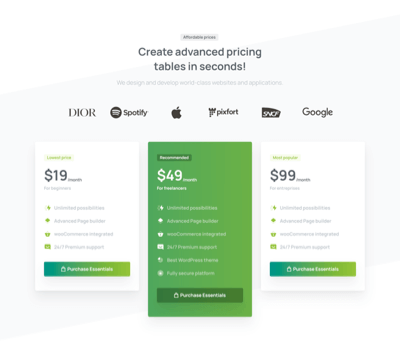 Affordable prices
Create advanced pricing
tables in seconds!
We design and develop world-class websites and applications.
DIOR
Spotify
pixfort
SNCF
Google
Lowest price
$19/month
For beginners
Unlimited possibilities
Advanced Page builder
wooCommerce integrated
24/7 Premium support
Purchase Essentials
Recommended
$49/month
For freelancers
Unlimited possibilities
Advanced Page builder
wooCommerce integrated
24/7 Premium support
Best WordPress theme
Fully secure platform
Purchase Essentials
Most popular
$99/month
For entreprises
Unlimited possibilities
Advanced Page builder
wooCommerce integrated
24/7 Premium support
Purchase Essentials